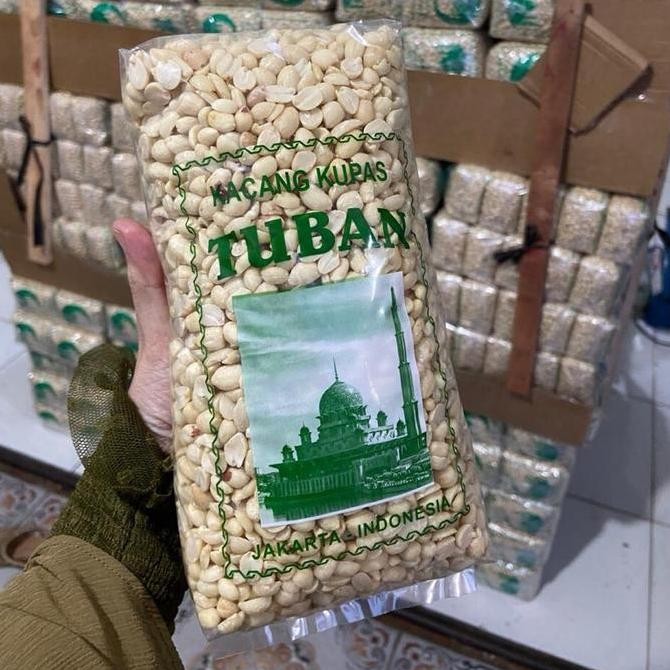 KACANG KUPAS
TUBAN
JAKARTA - INDONESIA